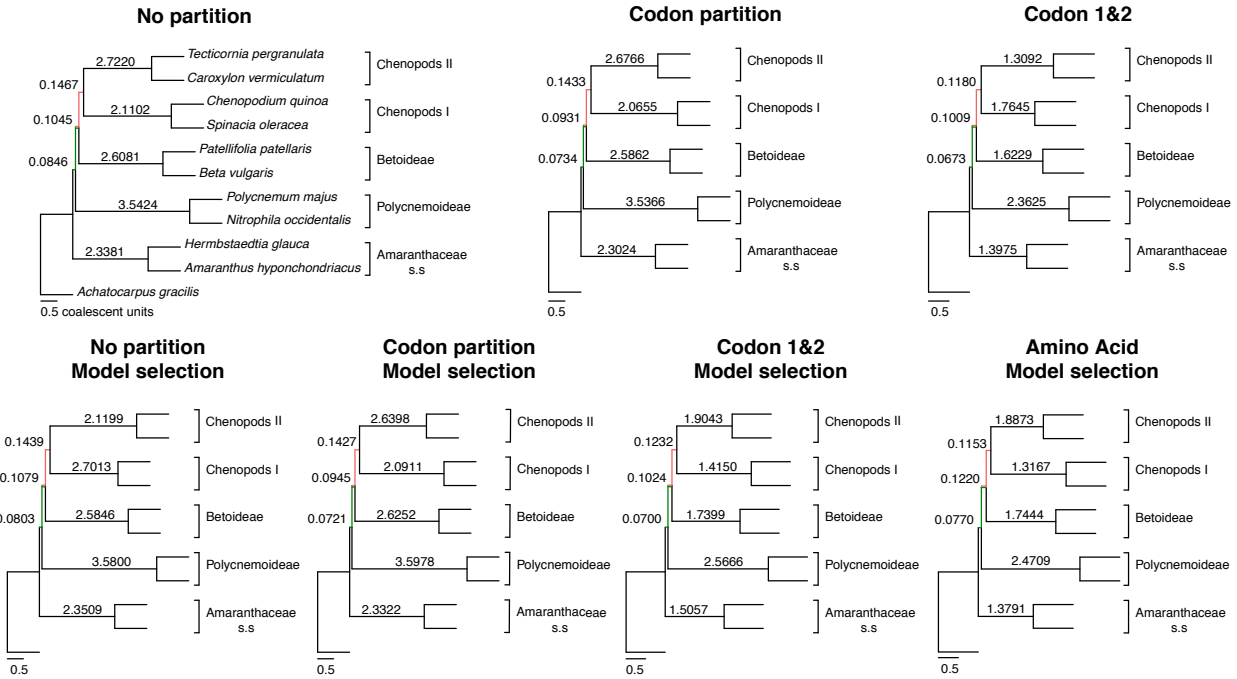 No partition
Tecticornia pergranulata
2.7220
Chenopods II
Caroxylon vermiculatum
0.1467
Chenopodium quinoa
2.1102
Chenopods I
0.1045
Spinacia oleracea
Patellifolia patellaris
0.0846
2.6081
Betoideae
Beta vulgaris
Polycnemum majus
3.5424
Polycnemoideae
Nitrophila occidentalis
Hermbstaedtia glauca
2.3381
Amaranthaceae
s.s
Amaranthus hyponchondriacus
Achatocarpus gracilis
0.5 coalescent units
Codon partition
2.6766
Chenopods II
0.1433
2.0655
Chenopods I
0.0931
0.0734
2.5862
Betoideae
3.5366
Polycnemoideae
2.3024
Amaranthaceae
s.s
0.5
Codon 1&2
1.3092
Chenopods II
0.1180
1.7645
Chenopods I
0.1009
0.0673
1.6229
Betoideae
2.3625
Polycnemoideae
1.3975
Amaranthaceae
s.s
0.5
No partition
Model selection
2.1199
Chenopods II
0.1439
2.7013
Chenopods I
0.1079
0.0803
2.5846
Betoideae
3.5800
Polycnemoideae
2.3509
Amaranthaceae
s.s
0.5
Codon partition
Model selection
2.6398
Chenopods II
0.1427
2.0911
Chenopods I
0.0945
0.0721
2.6252
Betoideae
3.5978
Polycnemoideae
2.3322
Amaranthaceae
s.s
0.5
Codon 1&2
Model selection
1.9043
Chenopods II
0.1232
1.4150
Chenopods I
0.1024
0.0700
1.7399
Betoideae
2.5666
Polycnemoideae
1.5057
Amaranthaceae
s.s
0.5
Amino Acid
Model selection
1.8873
Chenopods II
0.1153
1.3167
Chenopods I
0.1220
0.0770
1.7444
Betoideae
2.4709
Polycnemoideae
1.3791
Amaranthaceae
s.s
0.5